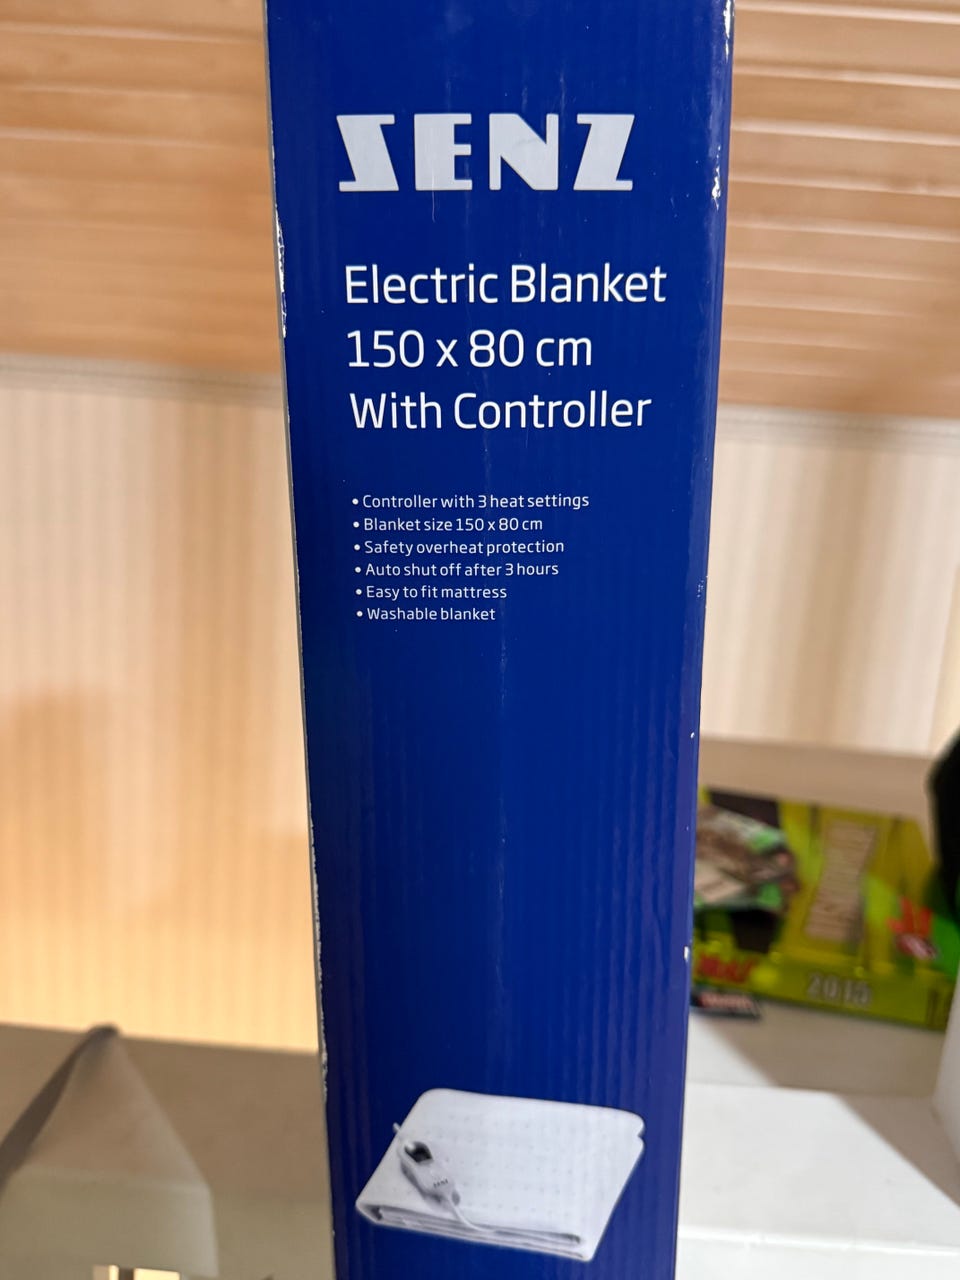 SENZ
Electric Blanket
150 x 80 cm
With Controller
• Controller with 3 heat settings
• Blanket size 150 x 80 cm
• Safety overheat protection
• Auto shut off after 3 hours
• Easy to fit mattress
• Washable blanket
2015